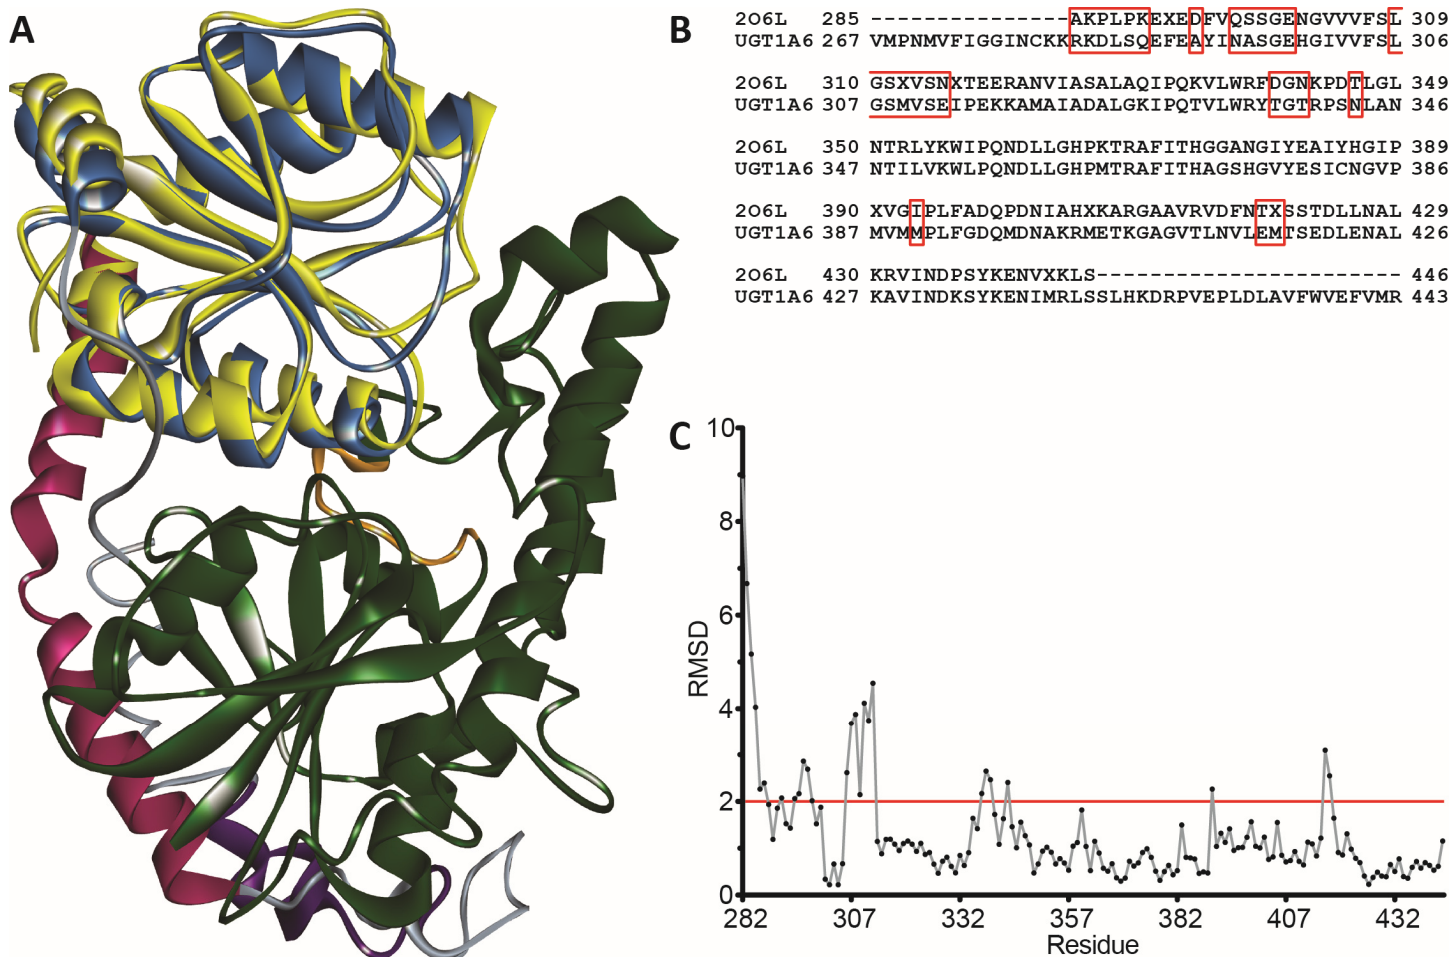 A
B
2O6L 285 ---------------AKPLPKEXEDFVQSSGENGVVVFSL 309
UGT1A6 267 VMPNMVFIGGINCKKRKDLSQEFEAYINASGEHGIVVFSL 306
2O6L 310 GSXVSNXTEERANVIASALAQIPQKVLWRFDGNKPDTLGL 349
UGT1A6 307 GSMVSEIPEKKAMAIADALGKIPQTVLWRYTGTRPSNLAN 346
2O6L 350 NTRLYKWIPQNDLLGHPKTRAFITHGGANGIYEAIYHGIP 389
UGT1A6 347 NTILVKWLPQNDLLGHPMTRAFITHAGSHGVYESICNGVP 386
2O6L 390 XVGIPLFADQPDNIAHXKARGAAVRVDFNTXSSTDLLNAL 429
UGT1A6 387 MVMMPLFGDQMDNAKRMETKGAGVTLNVLEMTSEDLENAL 426
2O6L 430 KRVINDPSYKENVXKLS----------------------- 446
UGT1A6 427 KAVINDKSYKENIMRLSSLHKDRPVEPLDLAVFWVEFVMR 443
C
RMSD
10
8
6
4
2
0
282 307 332 357 382 407 432
Residue